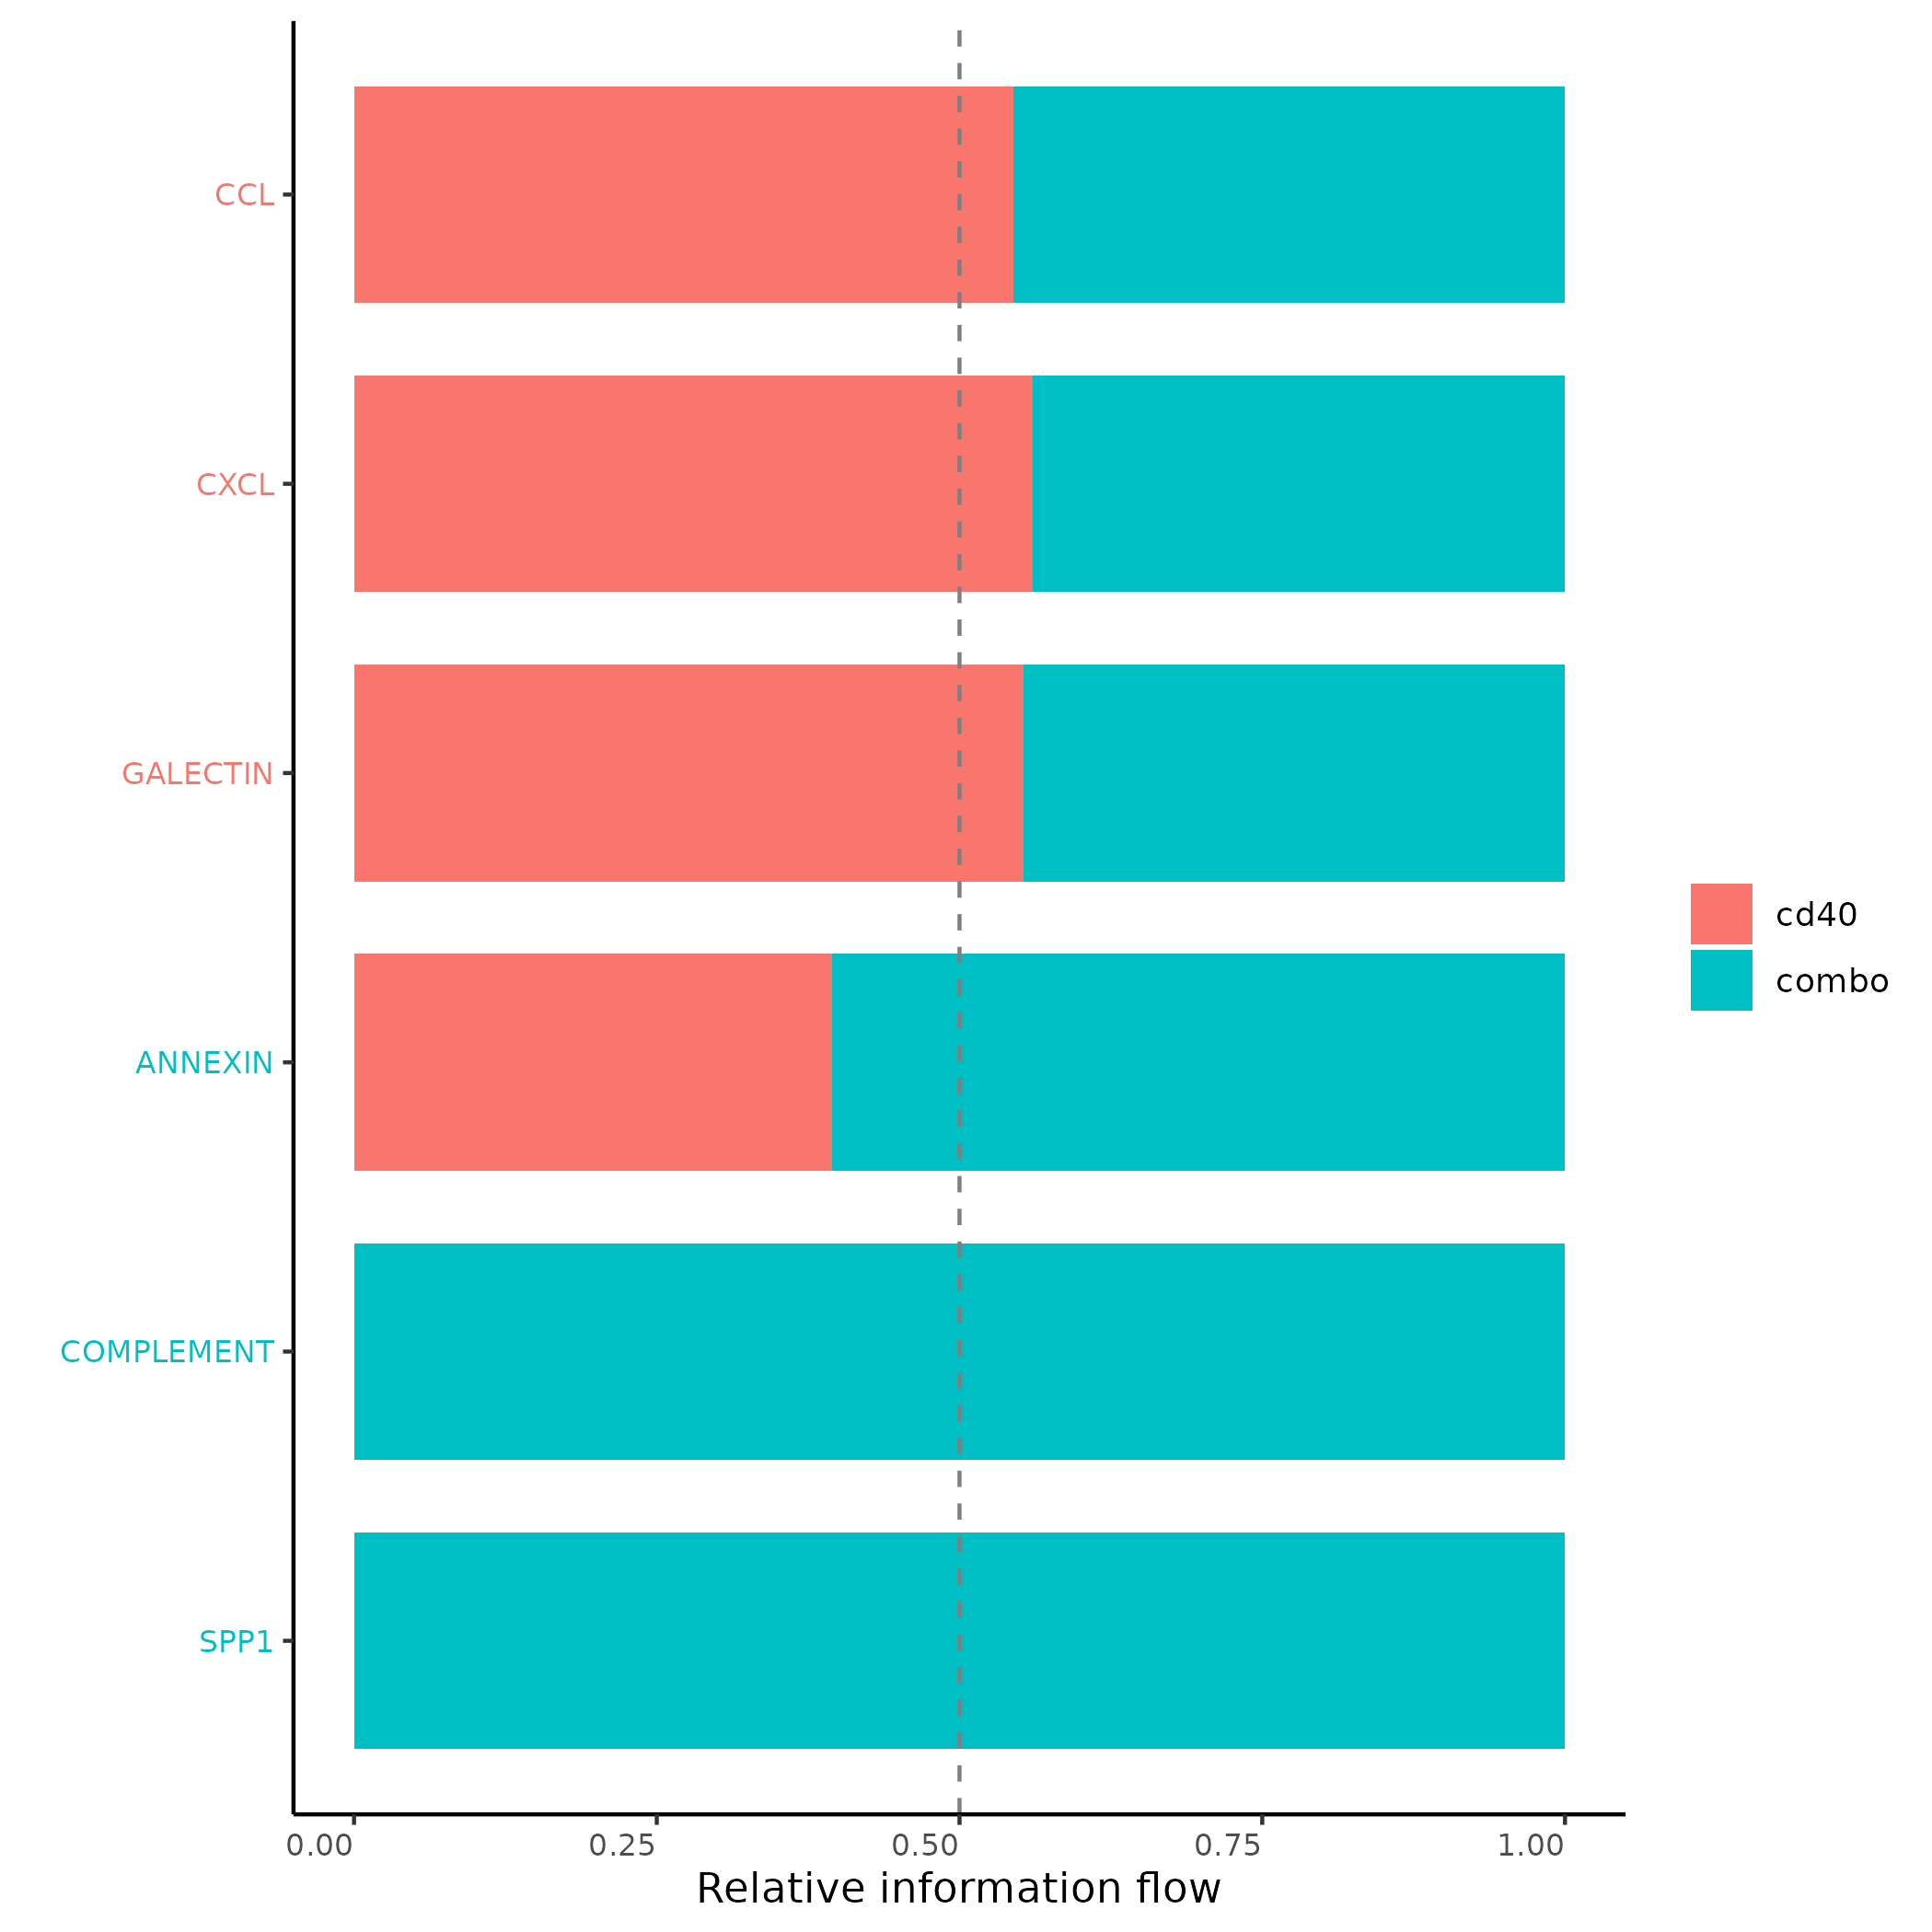 CCL
CXCL
GALECTIN
ANNEXIN
COMPLEMENT
SPP1
cd40
combo
0.00 0.25 0.50 0.75 1.00
Relative information flow